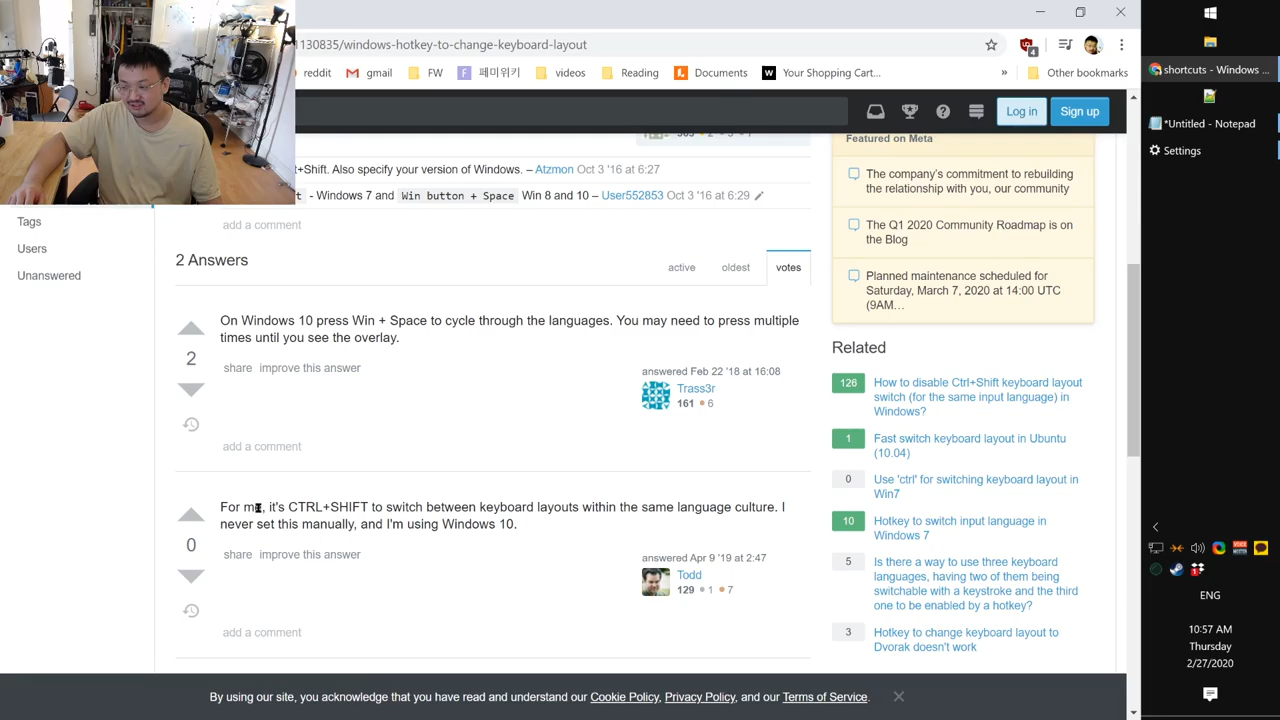 1130835/windows-hotkey-to-change-keyboard-layout
4
reddit
gmail
FW
페미위키
videos
Reading
Documents
Your Shopping Cart...
»
Other bookmarks
Log in
Sign up
t+Shift. Also specify your version of Windows. – Atzmon Oct 3 '16 at 6:27
- Windows 7 and Win button + Space Win 8 and 10 – User552853 Oct 3 '16 at 6:29
add a comment
Tags
Users
Unanswered
2 Answers
active
oldest
votes
On Windows 10 press Win + Space to cycle through the languages. You may need to press multiple
times until you see the overlay.
2
share improve this answer
answered Feb 22 '18 at 16:08
Trass3r
161 6
add a comment
For me, it's CTRL+SHIFT to switch between keyboard layouts within the same language culture. I
never set this manually, and I'm using Windows 10.
0
share improve this answer
answered Apr 9 '19 at 2:47
Todd
129 1 7
add a comment
Featured on Meta
The company's commitment to rebuilding
the relationship with you, our community
The Q1 2020 Community Roadmap is on
the Blog
Planned maintenance scheduled for
Saturday, March 7, 2020 at 14:00 UTC
(9AM…
Related
126 How to disable Ctrl+Shift keyboard layout
switch (for the same input language) in
Windows?
1 Fast switch keyboard layout in Ubuntu
(10.04)
0 Use 'ctrl' for switching keyboard layout in
Win7
10 Hotkey to switch input language in
Windows 7
5 Is there a way to use three keyboard
languages, having two of them being
switchable with a keystroke and the third
one to be enabled by a hotkey?
3 Hotkey to change keyboard layout to
Dvorak doesn't work
By using our site, you acknowledge that you have read and understand our Cookie Policy, Privacy Policy, and our Terms of Service.
shortcuts - Windows ...
*Untitled - Notepad
Settings
ENG
10:57 AM
Thursday
2/27/2020